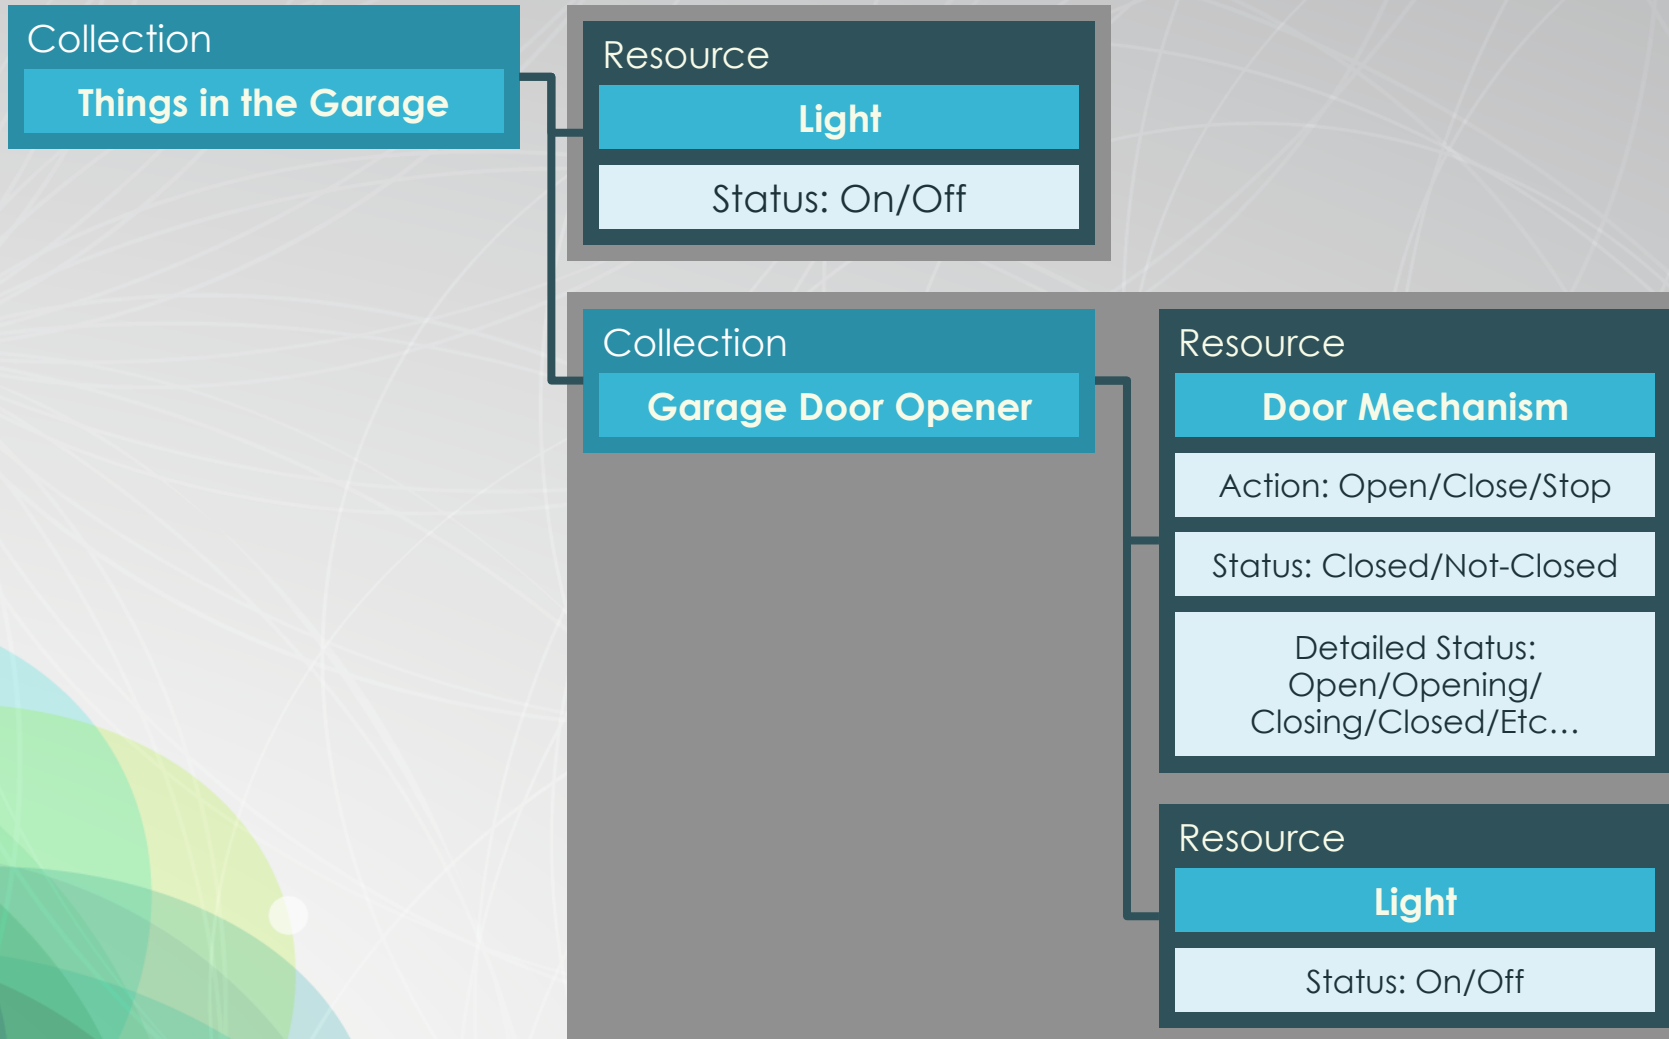 Collection
Things in the Garage
Resource
Light
Status: On/Off
Collection
Garage Door Opener
Resource
Door Mechanism
Action: Open/Close/Stop
Status: Closed/Not-Closed
Detailed Status:
Open/Opening/
Closing/Closed/Etc…
Resource
Light
Status: On/Off